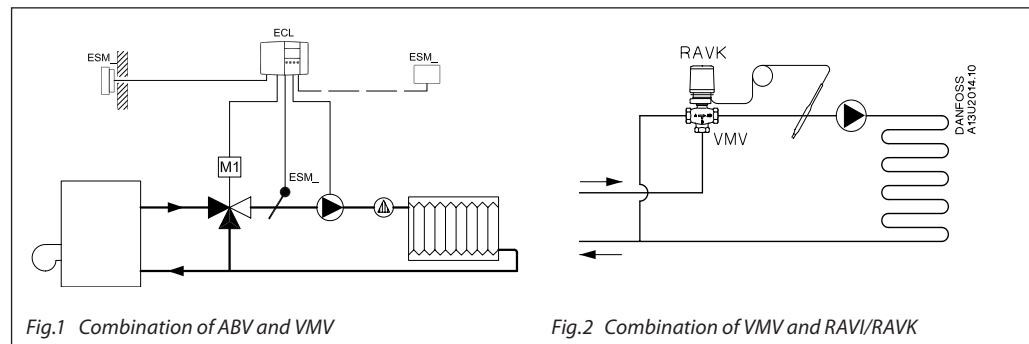 ECL
ESM_
ESM_
M1
ESM_
Fig.1 Combination of ABV and VMV
RAVK
VMV
DANFOSS
A13U2014.10
Fig.2 Combination of VMV and RAVI/RAVK